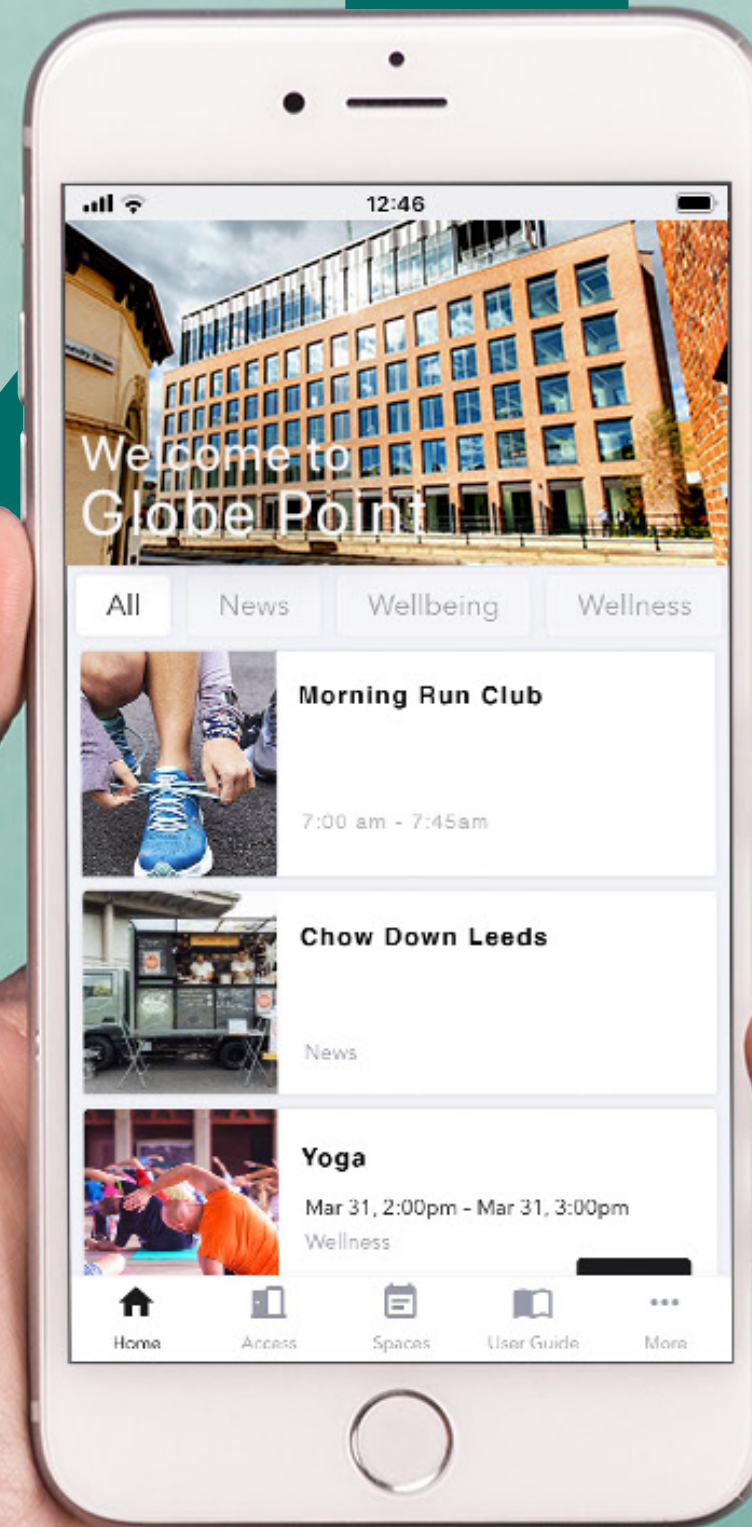 12:46
Welcome to
Globe Point
All News Wellbeing Wellness
Morning Run Club
7:00 am - 7:45am
Chow Down Leeds
News
Yoga
Mar 31, 2:00pm - Mar 31, 3:00pm
Wellness
Home Access Spaces User Guide More